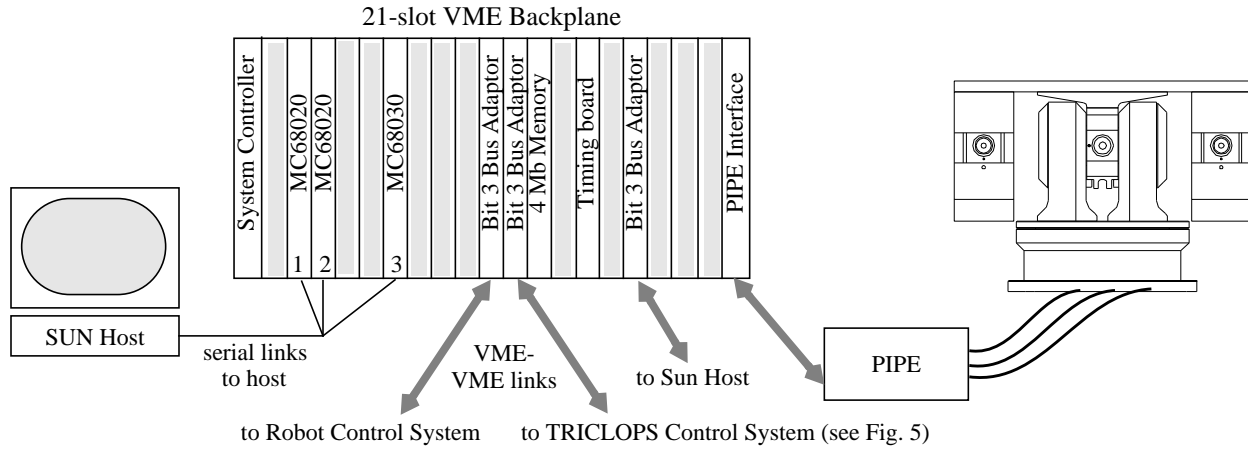 21-slot VME Backplane
System Controller
MC68020
MC68020
MC68030
Bit 3 Bus Adaptor
Bit 3 Bus Adaptor
4 Mb Memory
Timing board
Bit 3 Bus Adaptor
PIPE Interface
1
2
3
SUN Host
serial links
to host
VME-
VME links
to Sun Host
PIPE
to Robot Control System
to TRICLOPS Control System (see Fig. 5)